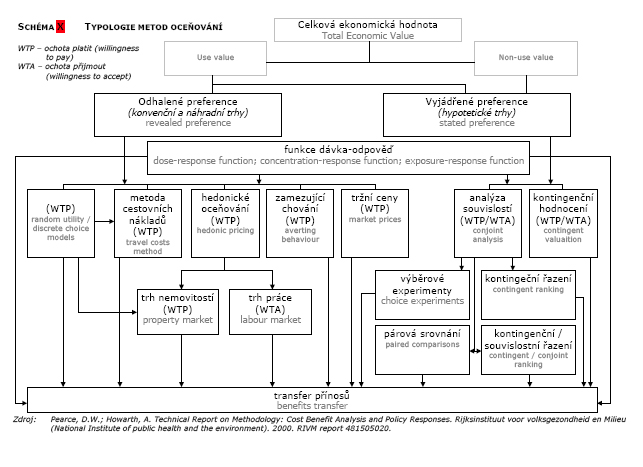 SCHÉMA X TYPOLOGIE METOD OCEŇOVÁNÍ
WTP – ochota platit (willingness
to pay)
WTA – ochota přijmout
(willingness to accept)
Celková ekonomická hodnota
Total Economic Value
Use value
Non-use value
Odhalené preference
(konvenční a náhradní trhy)
revealed preference
Vyjádřené preference
(hypotetické trhy)
stated preference
funkce dávka-odpověď
dose-response function; concentration-response function; exposure-response function
(WTP)
random utility /
discrete choice
models
metoda
cestovních
nákladů
(WTP)
travel costs
method
hedonické
oceňování
(WTP)
hedonic pricing
zamezující
chování
(WTP)
averting
behaviour
tržní ceny
(WTP)
market prices
analýza
souvislostí
(WTP/WTA)
conjoint
analysis
kontingenční
hodnocení
(WTP/WTA)
contingent
valuaition
trh nemovitostí
(WTP)
property market
trh práce
(WTA)
labour market
výběrové
experimenty
choice experiments
kontingeční řazení
contingent ranking
párová srovnání
paired comparisons
kontingenční /
souvislostní řazení
contingent / conjoint
ranking
transfer přínosů
benefits transfer
Zdroj: Pearce, D.W.; Howarth, A. Technical Report on Methodology: Cost Benefit Analysis and Policy Responses. Rijksinstituut voor volksgezondheid en Milieu
(National Institute of public health and the environment). 2000. RIVM report 481505020.